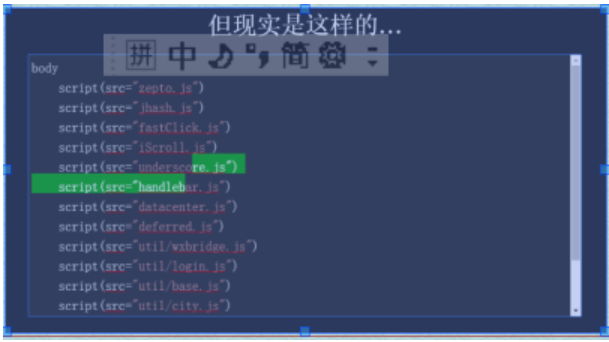 但现实是这样的...
拼 中 简
body
script(src="zepto.js")
script(src="jhash.js")
script(src="fastClick.js")
script(src="iScroll.js")
script(src="underscore.js")
script(src="handlebar.js")
script(src="datacenter.js")
script(src="deferred.js")
script(src="util/wxbridge.js")
script(src="util/login.js")
script(src="util/base.js")
script(src="util/city.js")